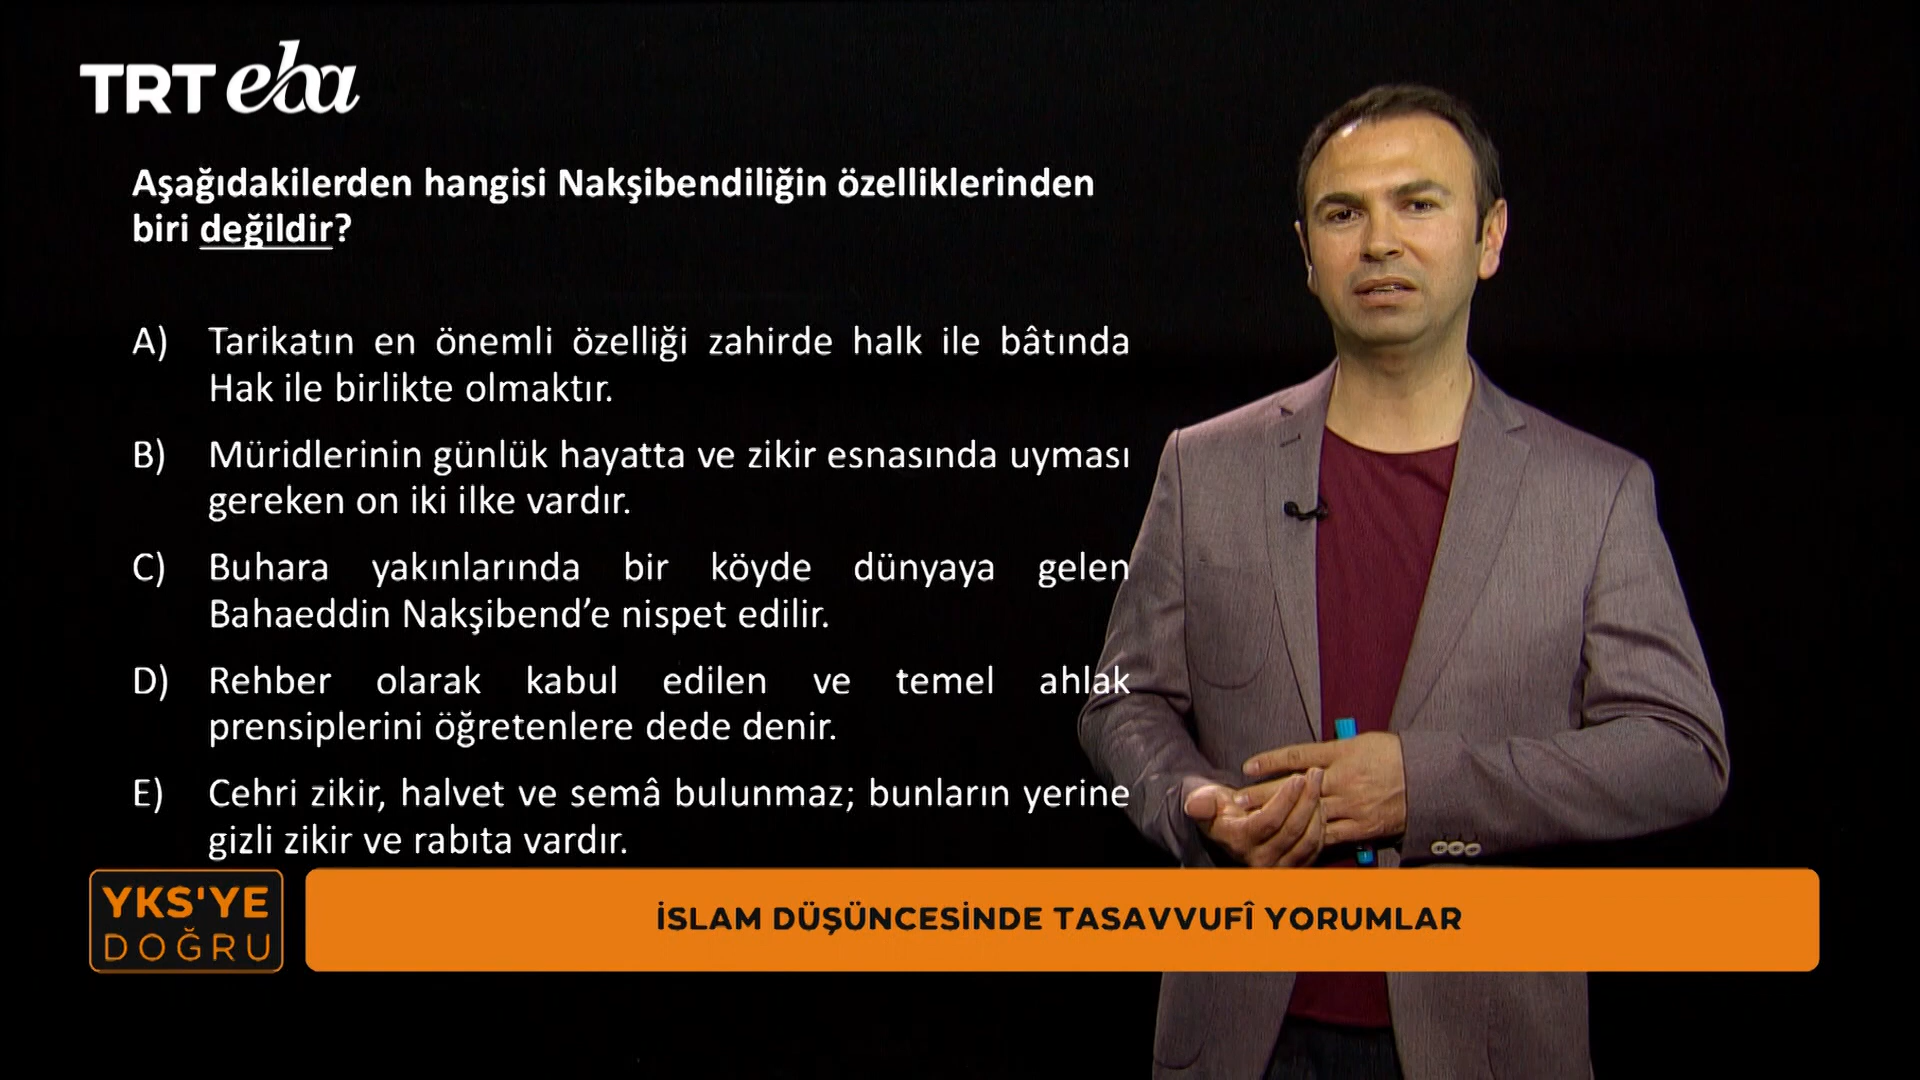 TRT eba
Aşağıdakilerden hangisi Nakşibendiliğin özelliklerinden
biri değildir?
A) Tarikatın en önemli özelliği zahirde halk ile bâtında
Hak ile birlikte olmaktır.
B) Müridlerinin günlük hayatta ve zikir esnasında uyması
gereken on iki ilke vardır.
C) Buhara yakınlarında bir köyde dünyaya gelen
Bahaeddin Nakşibend’e nispet edilir.
D) Rehber olarak kabul edilen ve temel ahlak
prensiplerini öğretenlere dede denir.
E) Cehri zikir, halvet ve semâ bulunmaz; bunların yerine
gizli zikir ve rabıta vardır.
YKS'YE
DOĞRU
İSLAM DÜŞÜNCESİNDE TASAVVUFÎ YORUMLAR